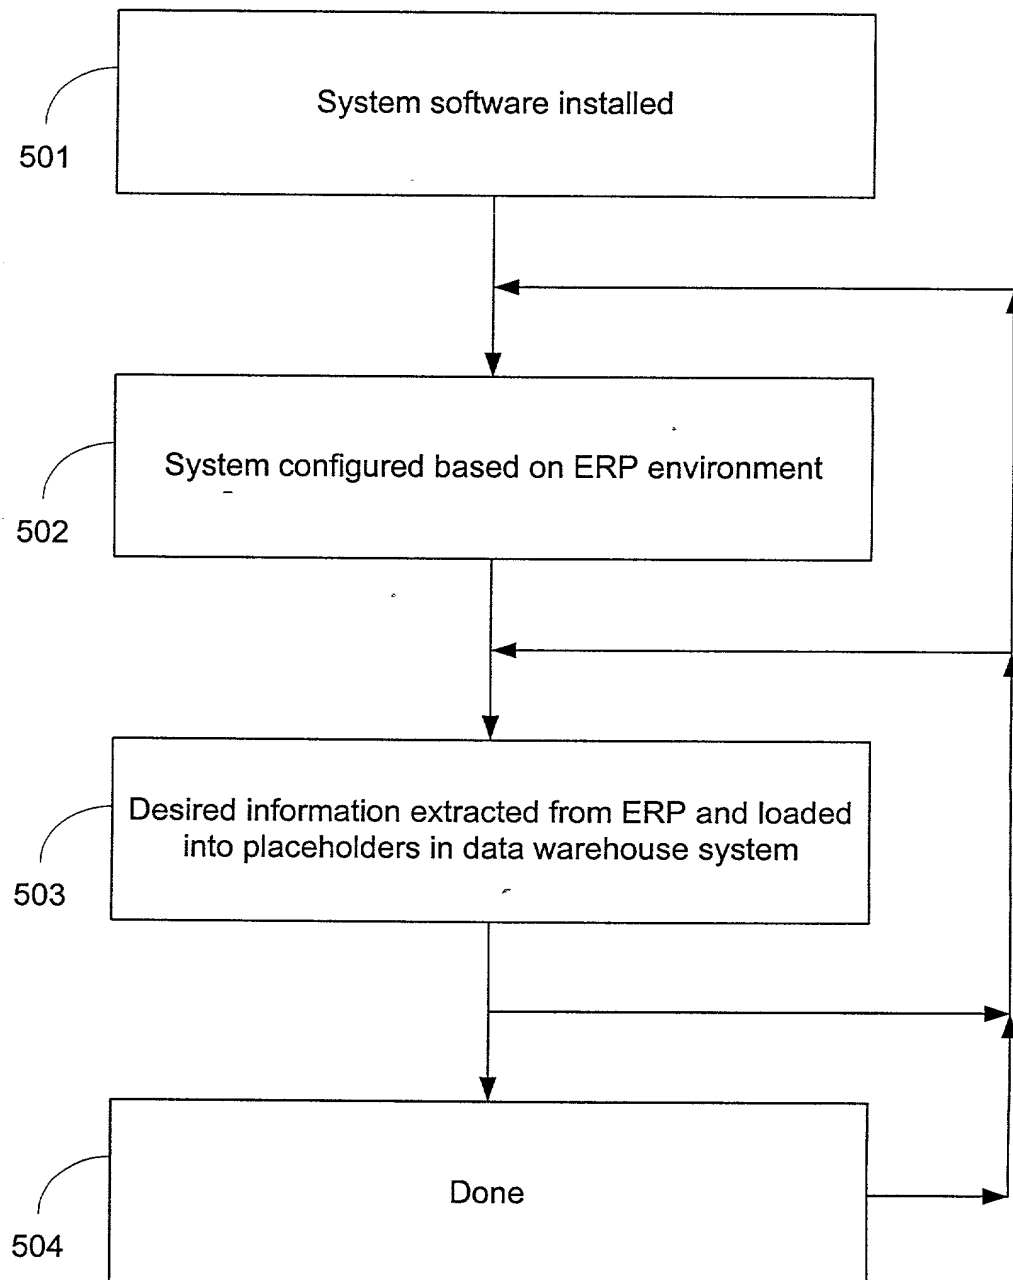 System software installed
501
System configured based on ERP environment
502
Desired information extracted from ERP and loaded
into placeholders in data warehouse system
503
Done
504